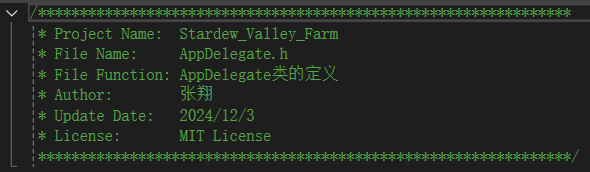 /****************************************************************
* Project Name:  Stardew_Valley_Farm
* File Name:     AppDelegate.h
* File Function: AppDelegate类的定义
* Author:        张翔
* Update Date:   2024/12/3
* License:       MIT License
****************************************************************/